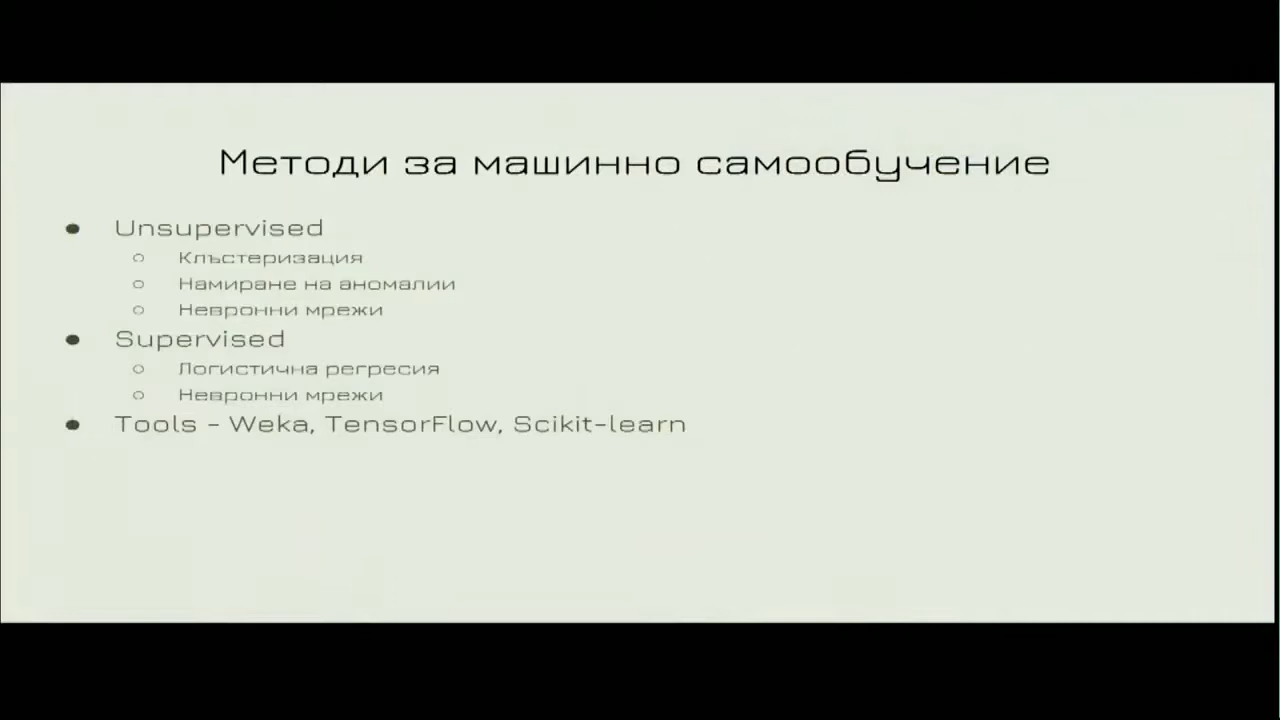 Методи за машинно самообучение
Unsupervised
Клъстеризация
Намиране на аномалии
Невронни мрежи
Supervised
Логистична регресия
Невронни мрежи
Tools - Weka, TensorFlow, Scikit-learn